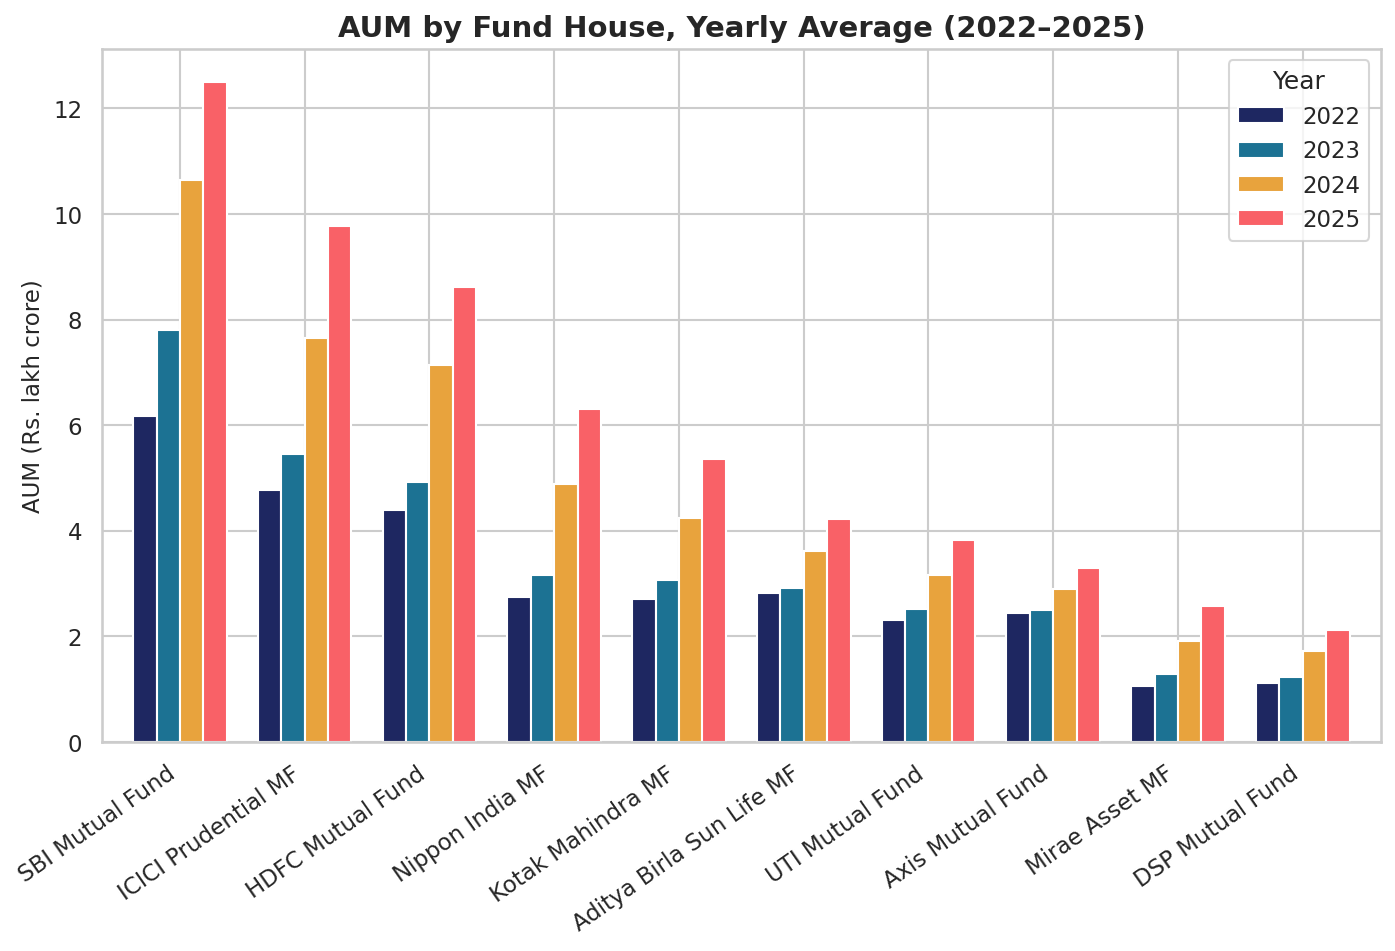 AUM by Fund House, Yearly Average (2022–2025)
Year
2022
2023
2024
2025
AUM (Rs. lakh crore)
12
10
8
6
4
2
0
SBI Mutual Fund
ICICI Prudential MF
HDFC Mutual Fund
Nippon India MF
Kotak Mahindra MF
Aditya Birla Sun Life MF
UTI Mutual Fund
Axis Mutual Fund
Mirae Asset MF
DSP Mutual Fund